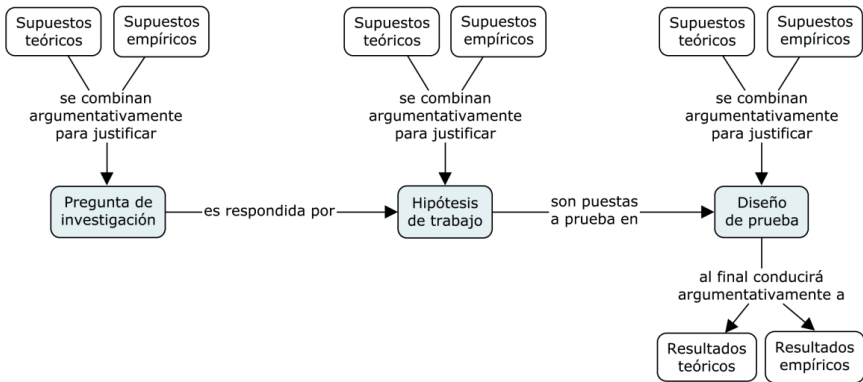 Supuestos
teóricos
Supuestos
empíricos
Supuestos
teóricos
Supuestos
empíricos
Supuestos
teóricos
Supuestos
empíricos
se combinan
argumentativamente
para justificar
se combinan
argumentativamente
para justificar
se combinan
argumentativamente
para justificar
Pregunta de
investigación
es respondida por
Hipótesis
de trabajo
son puestas
a prueba en
Diseño
de prueba
al final conducirá
argumentativamente a
Resultados
teóricos
Resultados
empíricos